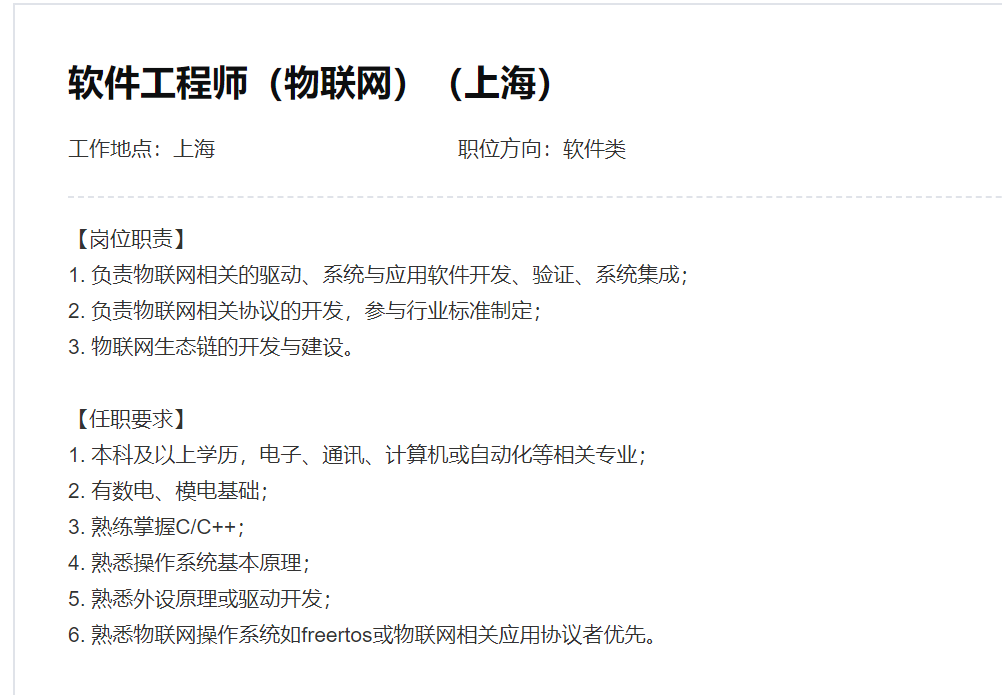 软件工程师（物联网）（上海）
工作地点：上海 职位方向：软件类
【岗位职责】
1. 负责物联网相关的驱动、系统与应用软件开发、验证、系统集成；
2. 负责物联网相关协议的开发，参与行业标准制定；
3. 物联网生态链的开发与建设。
【任职要求】
1. 本科及以上学历，电子、通讯、计算机或自动化等相关专业；
2. 有数电、模电基础；
3. 熟练掌握C/C++；
4. 熟悉操作系统基本原理；
5. 熟悉外设原理或驱动开发；
6. 熟悉物联网操作系统如freertos或物联网相关应用协议者优先。